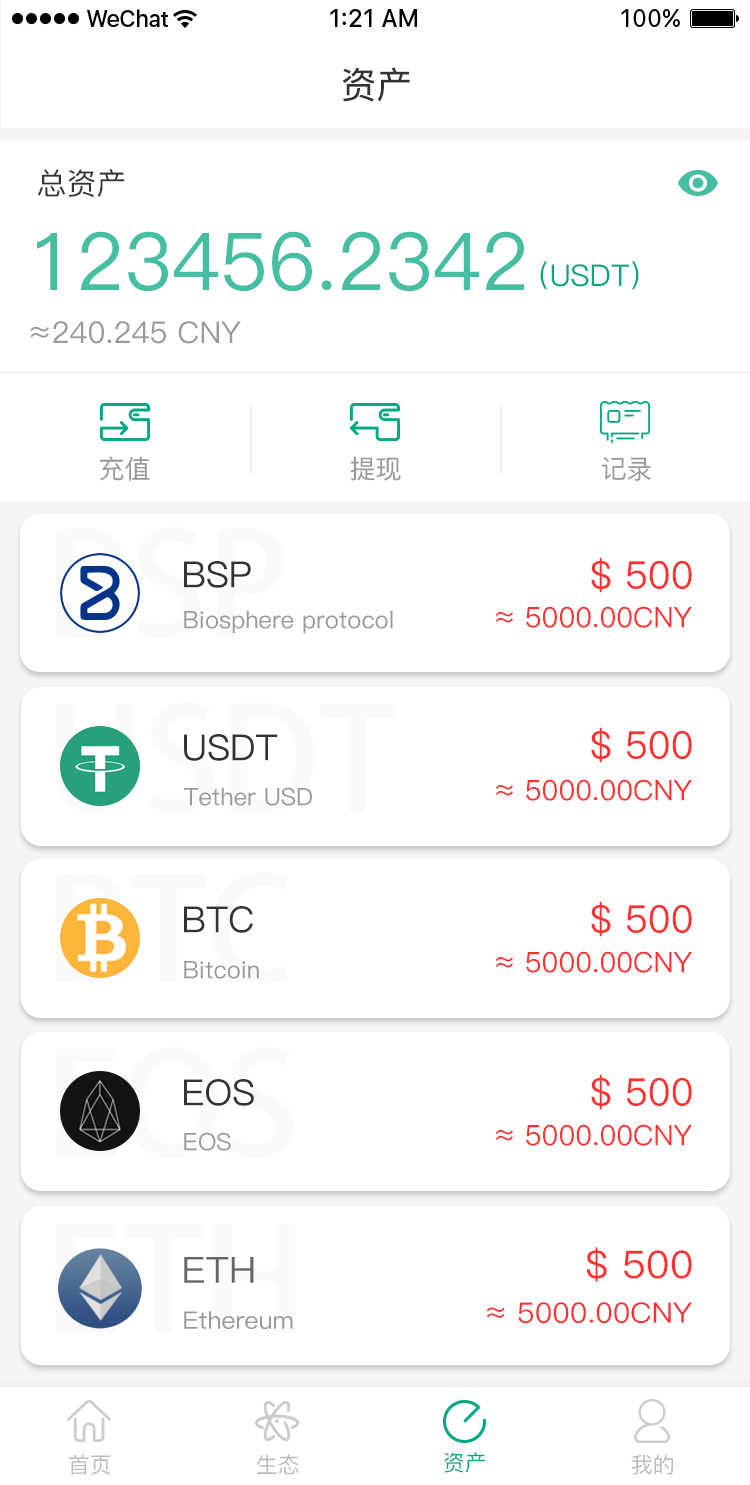 WeChat 1:21 AM 100%
资产
总资产
123456.2342 (USDT)
≈240.245 CNY
充值 提现 记录
BSP
BSP $ 500
Biosphere protocol ≈ 5000.00CNY
USDT
USDT $ 500
Tether USD ≈ 5000.00CNY
BTC
BTC $ 500
Bitcoin ≈ 5000.00CNY
EOS
EOS $ 500
EOS ≈ 5000.00CNY
ETH
ETH $ 500
Ethereum ≈ 5000.00CNY
首页 生态 资产 我的